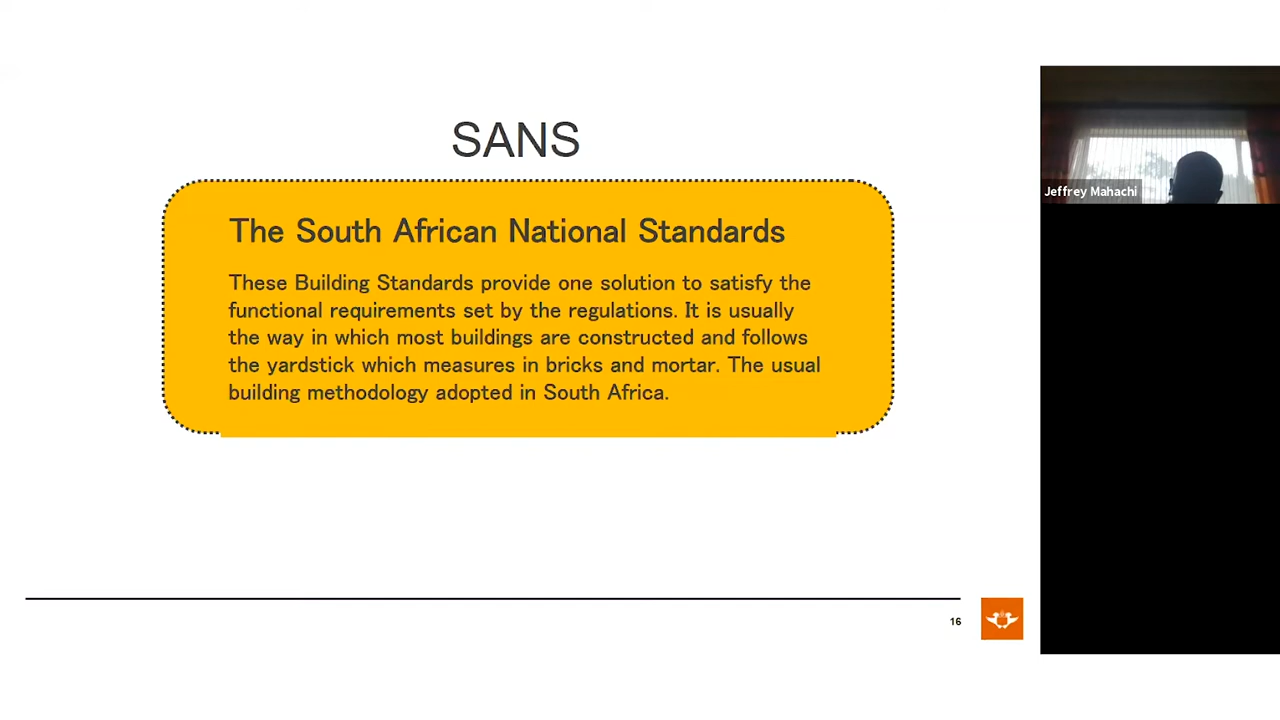 SANS
The South African National Standards
These Building Standards provide one solution to satisfy the
functional requirements set by the regulations. It is usually
the way in which most buildings are constructed and follows
the yardstick which measures in bricks and mortar. The usual
building methodology adopted in South Africa.
Jeffrey Mahachi
16